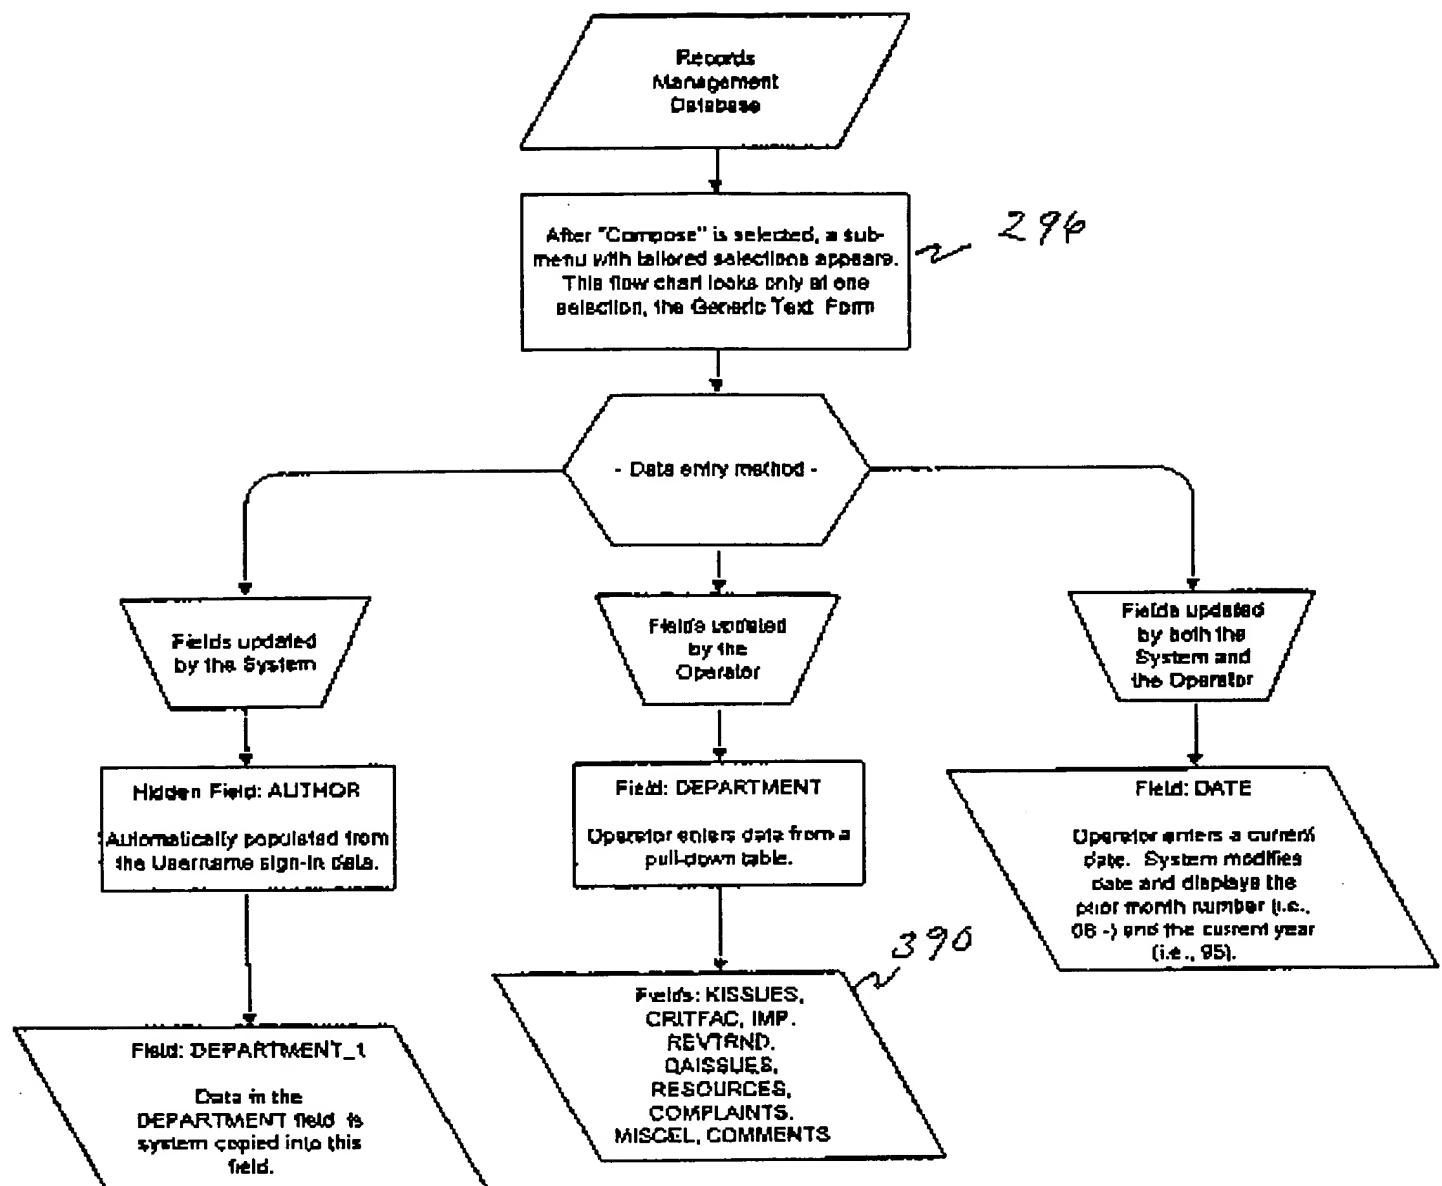 Records
Management
Database
After "Compose" is selected, a sub-
menu with tailored selections appears.
This flow chart looks only at one
selection, the Generic Text Form
296
- Data entry method -
Fields updated
by the System
Fields updated
by the
Operator
Fields updated
by both the
System and
the Operator
Hidden Field: AUTHOR
Automatically populated from
the Username sign-in data.
Field: DEPARTMENT
Operator enters data from a
pull-down table.
Field: DATE
Operator enters a current
date. System modifies
date and displays the
prior month number (i.e.,
06 -) and the current year
(i.e., 95).
390
Field: DEPARTMENT_1
Data in the
DEPARTMENT field is
system copied into this
field.
Fields: KISSUES,
CRITFAC, IMP.
REVTRND.
QAISSUES,
RESOURCES,
COMPLAINTS.
MISCEL, COMMENTS